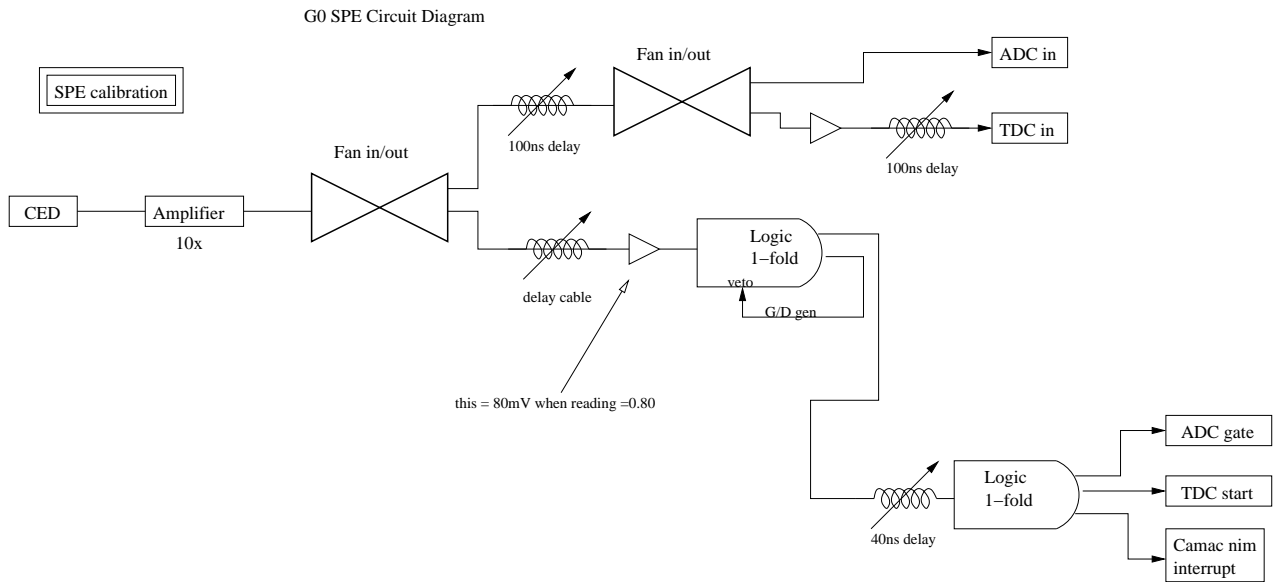 G0 SPE Circuit Diagram
SPE calibration
Fan in/out
ADC in
100ns delay
TDC in
100ns delay
Fan in/out
CED
Amplifier
10x
delay cable
Logic
1−fold
veto
G/D gen
this = 80mV when reading =0.80
ADC gate
Logic
1−fold
TDC start
40ns delay
Camac nim
interrupt